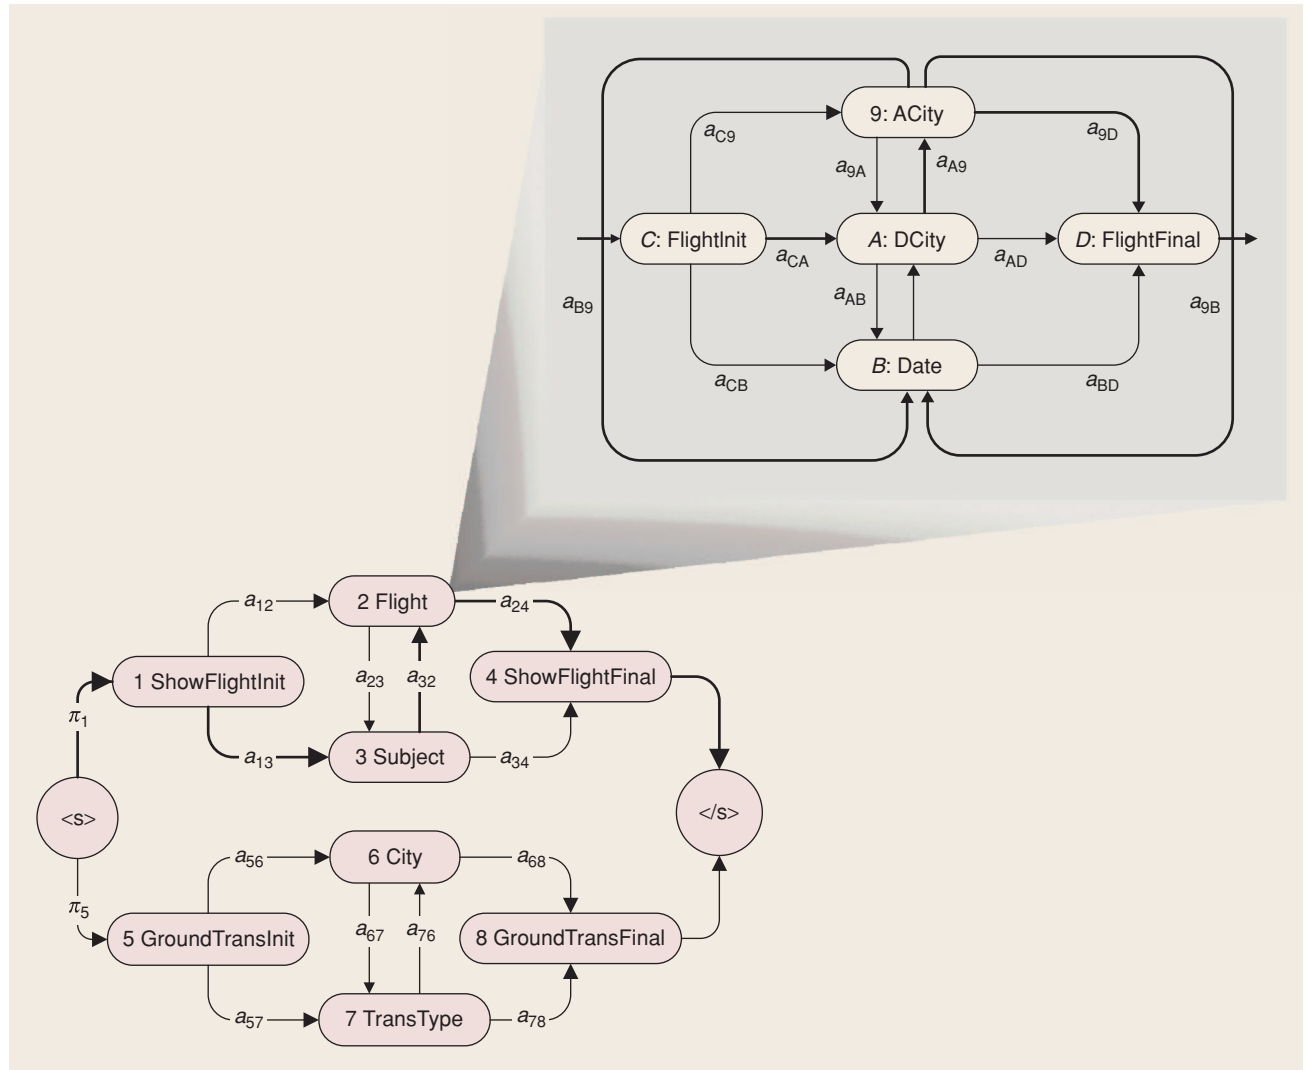 9: ACity
a_C9
a_9D
a_9A
a_A9
C: FlightInit
A: DCity
D: FlightFinal
a_CA
a_AD
a_B9
a_AB
a_9B
B: Date
a_CB
a_BD
a_12
2 Flight
a_24
1 ShowFlightInit
a_23
a_32
4 ShowFlightFinal
π_1
a_13
3 Subject
a_34
<s>
</s>
a_56
6 City
a_68
π_5
5 GroundTransInit
a_67
a_76
8 GroundTransFinal
a_57
7 TransType
a_78